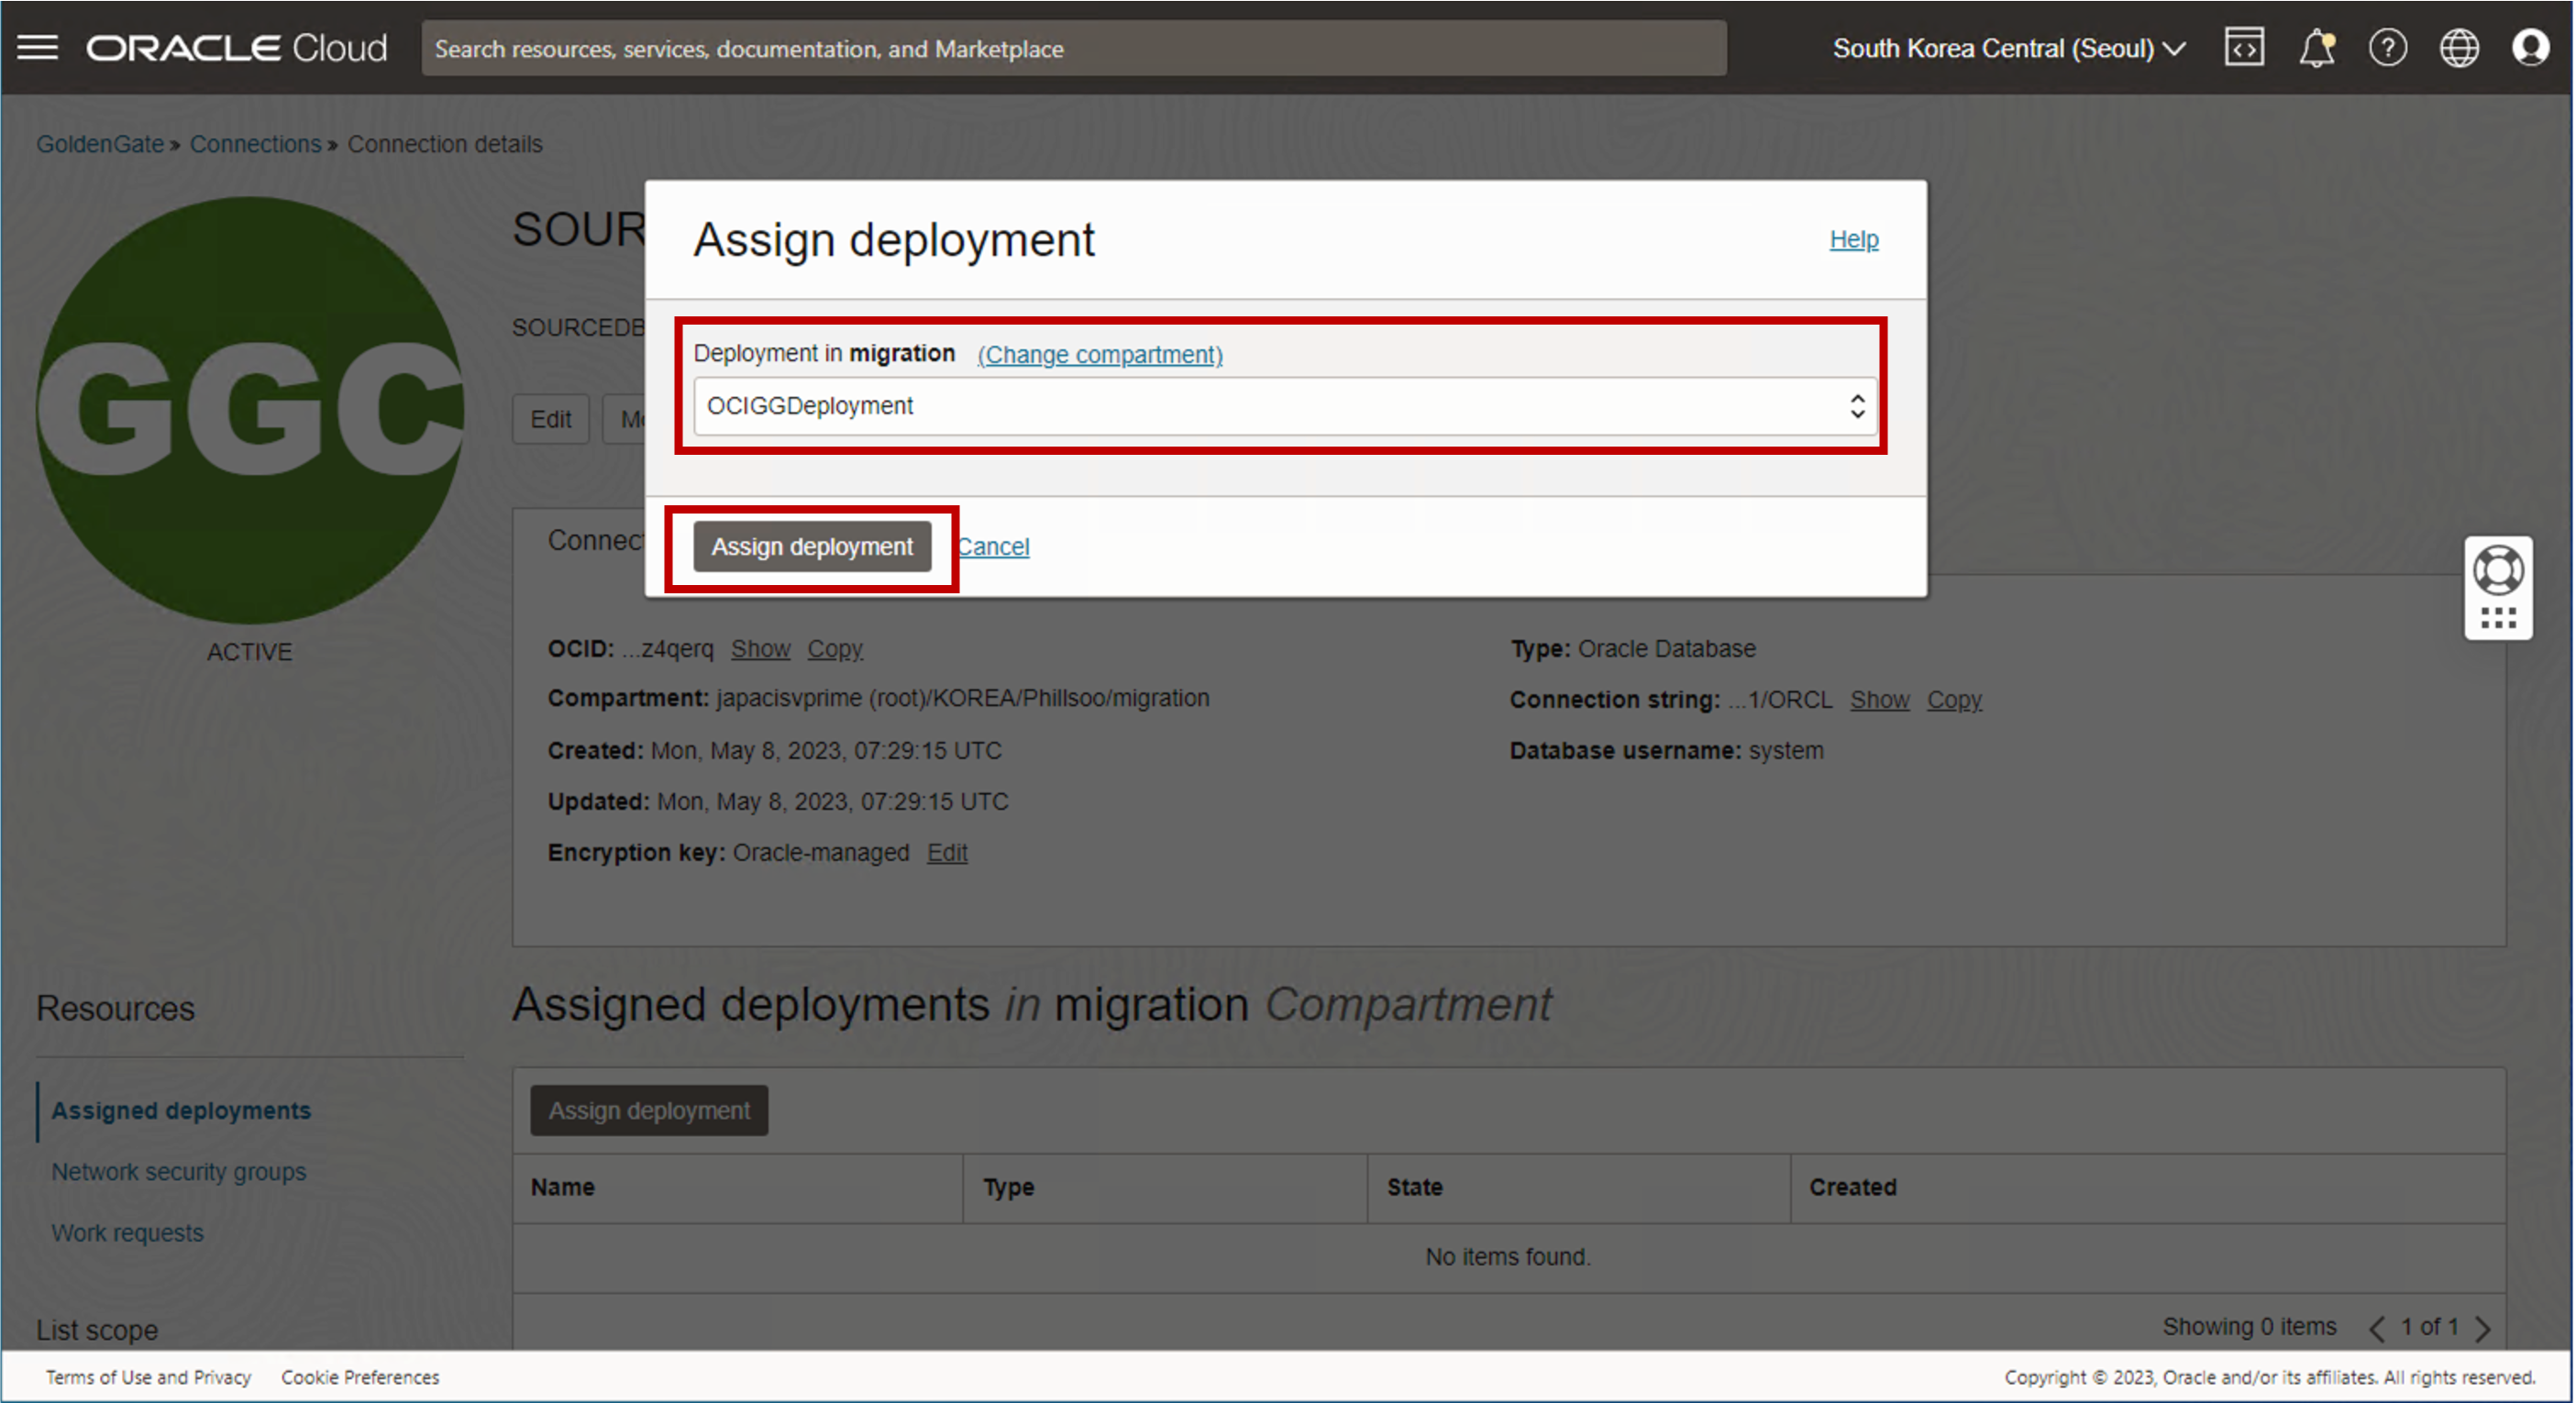 ORACLE Cloud
Search resources, services, documentation, and Marketplace
South Korea Central (Seoul)
GoldenGate » Connections » Connection details
GGC
ACTIVE
SOUR
SOURCEDB
Edit
Assign deployment
Help
Deployment in migration (Change compartment)
OCIGGDeployment
Assign deployment Cancel
Connec
OCID: ...z4qerq Show Copy
Compartment: japacisvprime (root)/KOREA/Phillsoo/migration
Created: Mon, May 8, 2023, 07:29:15 UTC
Updated: Mon, May 8, 2023, 07:29:15 UTC
Encryption key: Oracle-managed Edit
Type: Oracle Database
Connection string: ...1/ORCL Show Copy
Database username: system
Resources
Assigned deployments
Network security groups
Work requests
List scope
Assigned deployments in migration Compartment
Assign deployment
Name Type State Created
No items found.
Showing 0 items < 1 of 1 >
Terms of Use and Privacy Cookie Preferences
Copyright © 2023, Oracle and/or its affiliates. All rights reserved.